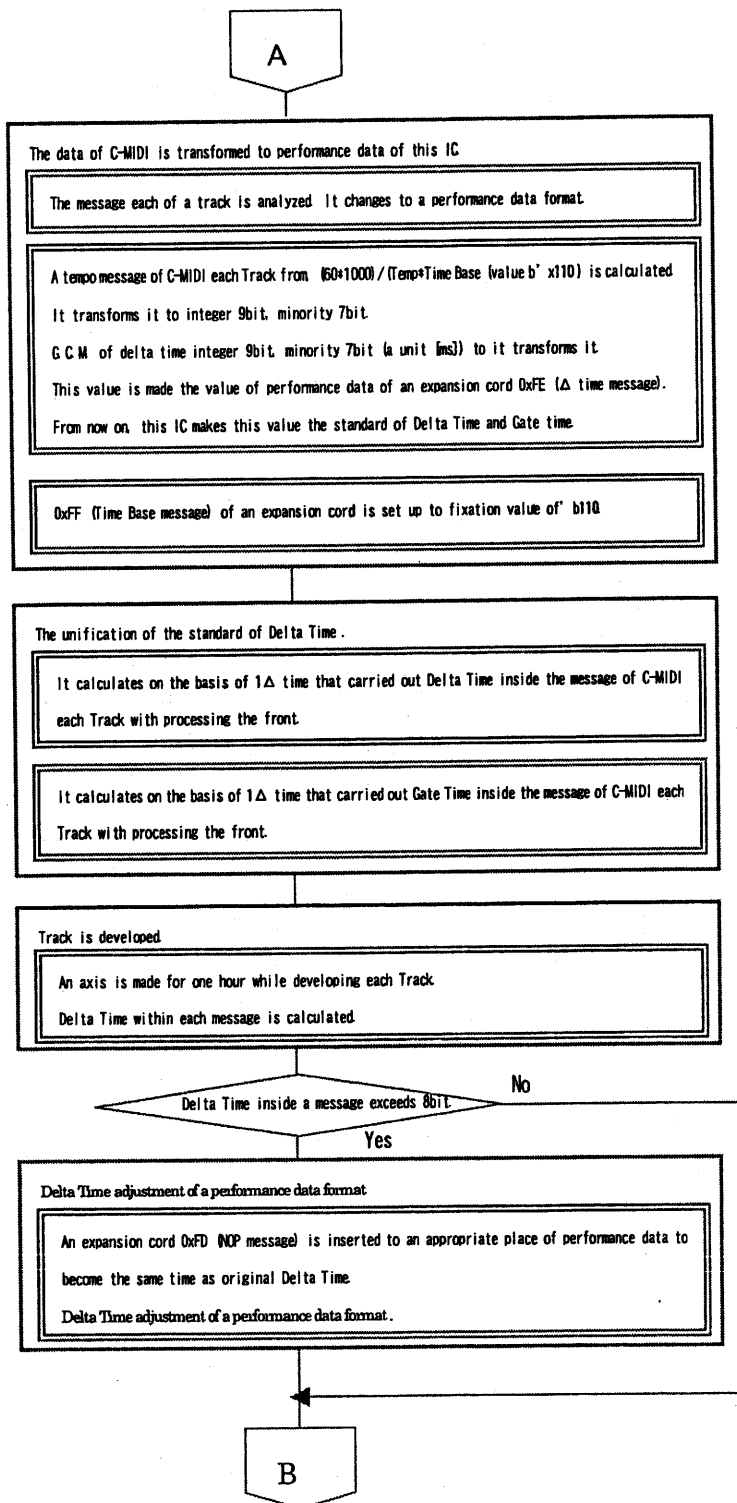 A
The data of C-MIDI is transformed to performance data of this IC.
The message each of a track is analyzed. It changes to a performance data format.
A tempo message of C-MIDI each Track from (60*1000)/(Temp*Time Base (value b' x110) is calculated.
It transforms it to integer 9bit, minority 7bit.
G.C.M of delta time integer 9bit, minority 7bit (a unit [ms]) to it transforms it.
This value is made the value of performance data of an expansion cord 0xFE (Δ time message).
From now on, this IC makes this value the standard of Delta Time and Gate time.
0xFF (Time Base message) of an expansion cord is set up to fixation value of' b110.
The unification of the standard of Delta Time.
It calculates on the basis of 1Δ time that carried out Delta Time inside the message of C-MIDI
each Track with processing the front.
It calculates on the basis of 1Δ time that carried out Gate Time inside the message of C-MIDI each
Track with processing the front.
Track is developed.
An axis is made for one hour while developing each Track.
Delta Time within each message is calculated.
Delta Time inside a message exceeds 8bit.
No
Yes
Delta Time adjustment of a performance data format
An expansion cord 0xFD (NOP message) is inserted to an appropriate place of performance data to
become the same time as original Delta Time.
Delta Time adjustment of a performance data format.
B